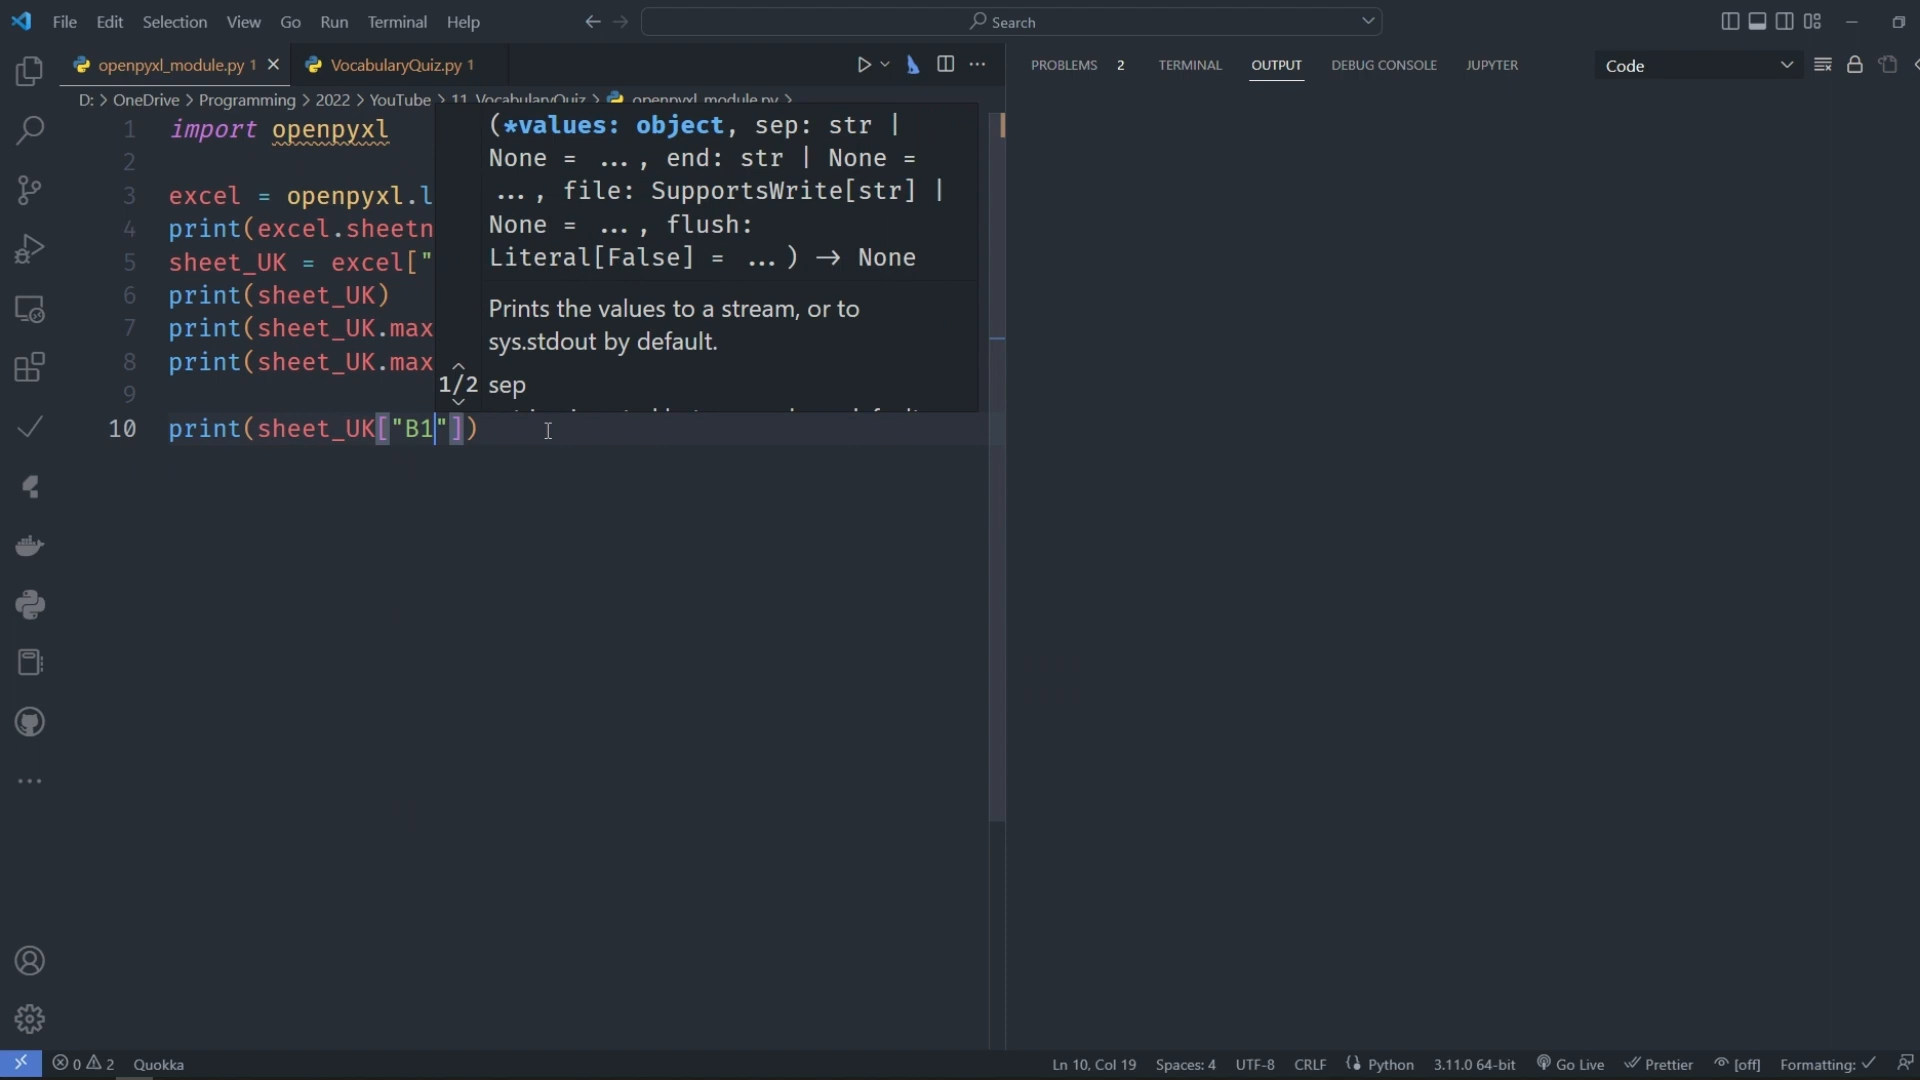 File Edit Selection View Go Run Terminal Help
Search
openpyxl_module.py 1
VocabularyQuiz.py 1
PROBLEMS 2 TERMINAL OUTPUT DEBUG CONSOLE JUPYTER
Code
D: > OneDrive > Programming > 2022 > YouTube > 11_VocabularyQuiz > openpyxl_module.py >
1 import openpyxl
2
3 excel = openpyxl.l
4 print(excel.sheetn
5 sheet_UK = excel["
6 print(sheet_UK)
7 print(sheet_UK.max
8 print(sheet_UK.max
9
10 print(sheet_UK["B1"])
(*values: object, sep: str |
None = ..., end: str | None =
..., file: SupportsWrite[str] |
None = ..., flush:
Literal[False] = ...) → None
Prints the values to a stream, or to
sys.stdout by default.
1/2 sep
0 2 Quokka
Ln 10, Col 19 Spaces: 4 UTF-8 CRLF Python 3.11.0 64-bit Go Live Prettier [off] Formatting: ✓